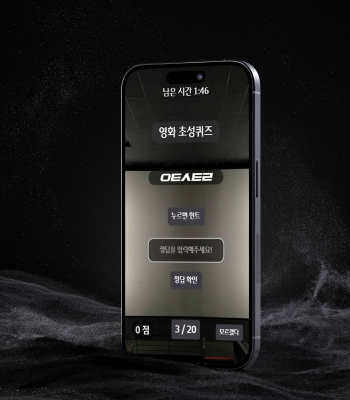 남은 시간 1:46
영화 초성퀴즈
ㅇㅌㅅㅌㄹ
누르면 힌트
정답을 입력해주세요!
정답 확인
0 점 3 / 20 모르겠다